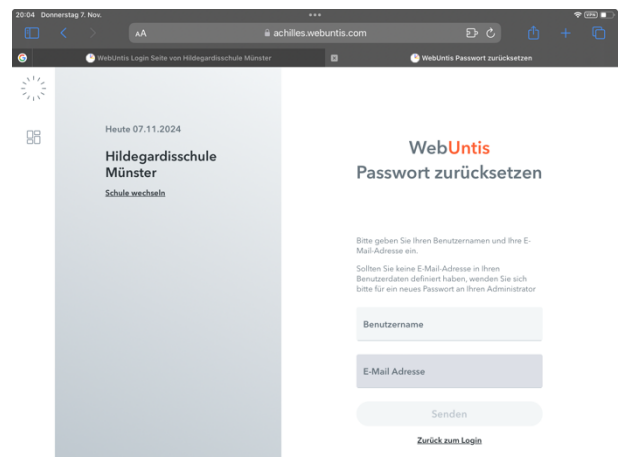 20:04 Donnerstag 7. Nov.
VPN
AA
achilles.webuntis.com
G
WebUntis Login Seite von Hildegardisschule Münster
WebUntis Passwort zurücksetzen
Heute 07.11.2024
Hildegardisschule
Münster
Schule wechseln
WebUntis
Passwort zurücksetzen
Bitte geben Sie Ihren Benutzernamen und Ihre E-
Mail-Adresse ein.
Sollten Sie keine E-Mail-Adresse in Ihren
Benutzerdaten definiert haben, wenden Sie sich
bitte für ein neues Passwort an Ihren Administrator
Benutzername
E-Mail Adresse
Senden
Zurück zum Login